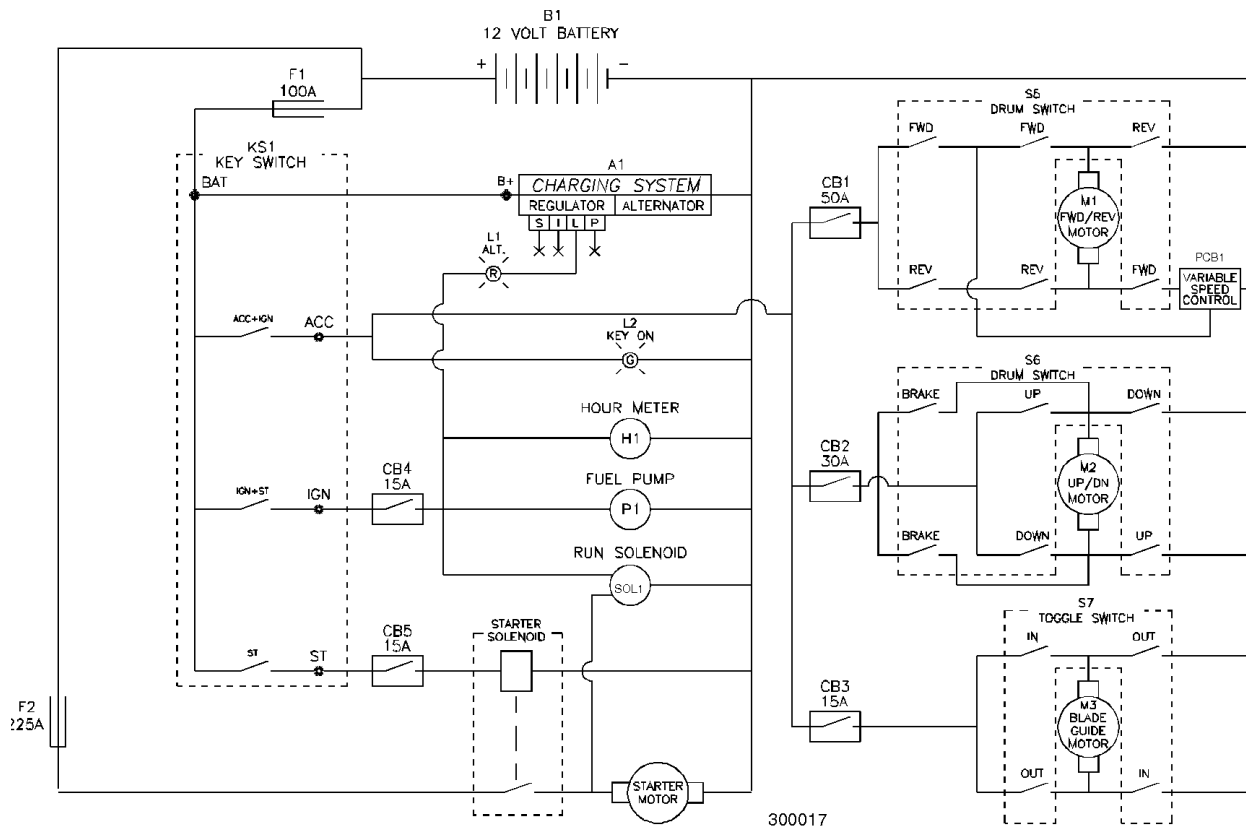 B1
12 VOLT BATTERY
+
−
F1
100A
KS1
KEY SWITCH
BAT
B+
A1
CHARGING SYSTEM
REGULATOR
ALTERNATOR
S I L P
L1
ALT.
R
ACC+IGN
ACC
L2
KEY ON
G
HOUR METER
H1
CB4
15A
FUEL PUMP
IGN+ST
IGN
P1
RUN SOLENOID
SOL1
STARTER
SOLENOID
CB5
15A
ST
ST
F2
225A
STARTER
MOTOR
S5
DRUM SWITCH
FWD
FWD
REV
CB1
50A
M1
FWD/REV
MOTOR
REV
REV
FWD
PCB1
VARIABLE
SPEED
CONTROL
S6
DRUM SWITCH
BRAKE
UP
DOWN
CB2
30A
M2
UP/DN
MOTOR
BRAKE
DOWN
UP
S7
TOGGLE SWITCH
IN
OUT
CB3
15A
M3
BLADE
GUIDE
MOTOR
OUT
IN
300017